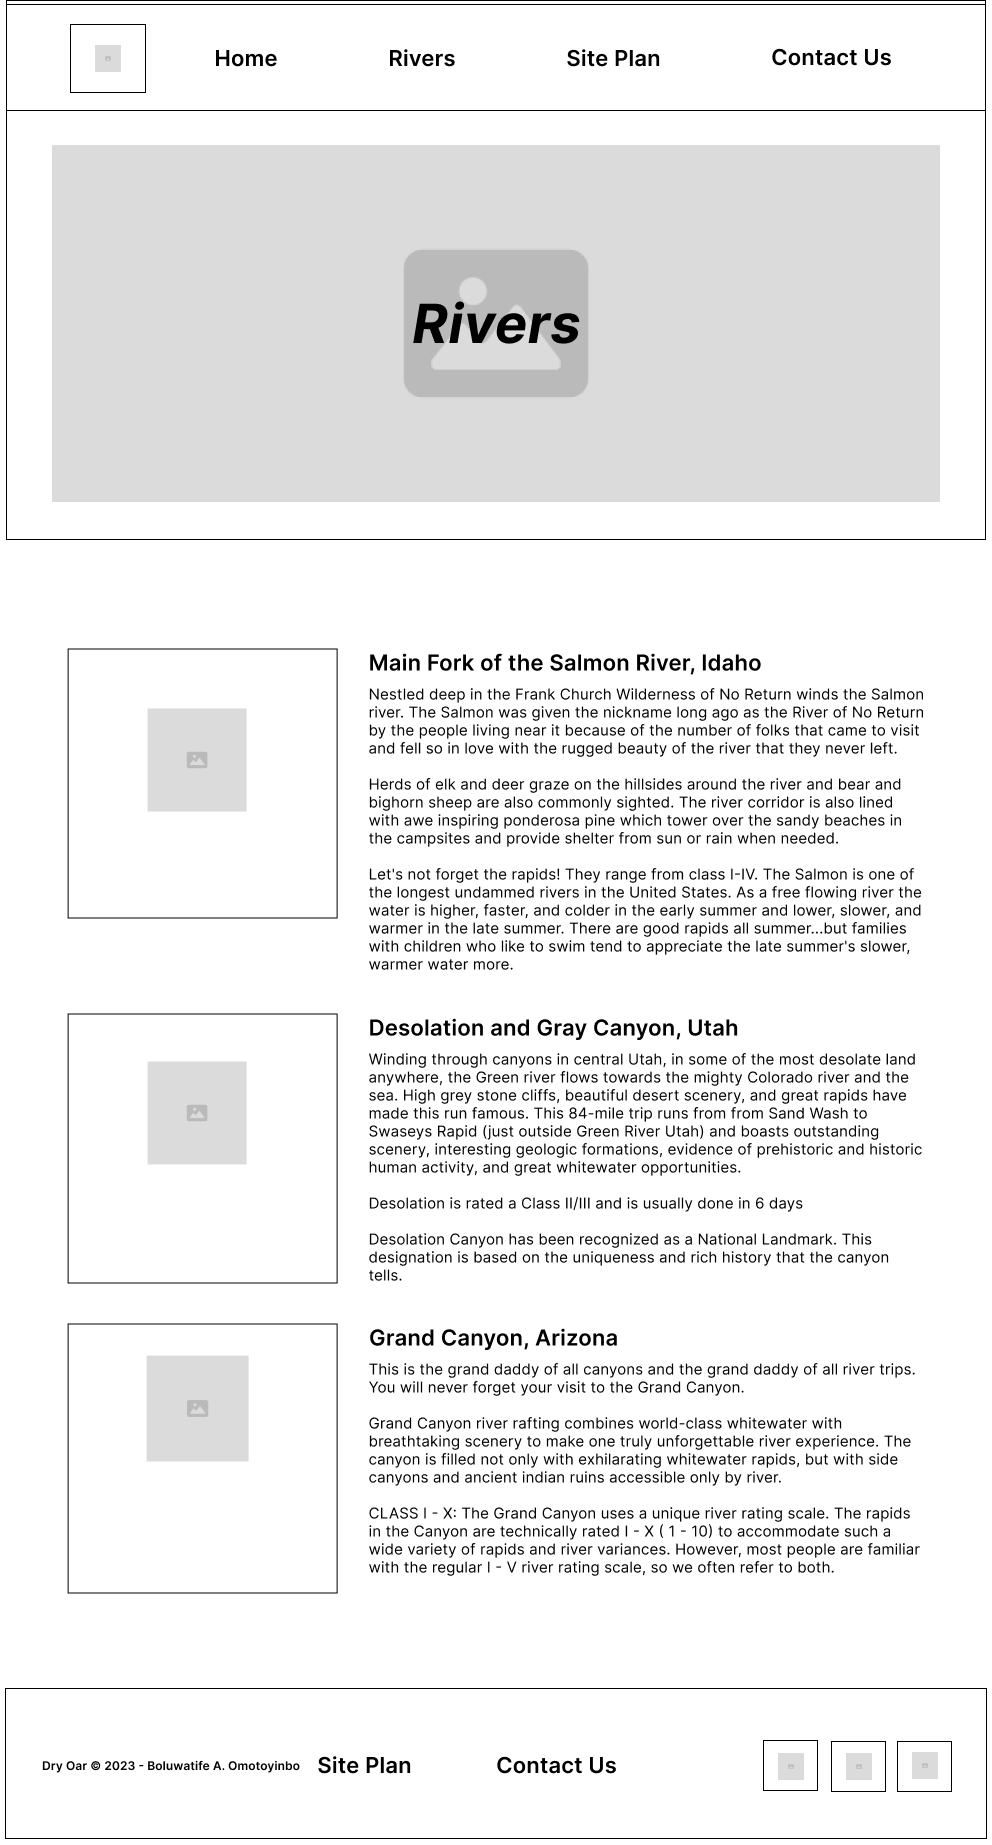 Home Rivers Site Plan Contact Us
Rivers
Main Fork of the Salmon River, Idaho
Nestled deep in the Frank Church Wilderness of No Return winds the Salmon
river. The Salmon was given the nickname long ago as the River of No Return
by the people living near it because of the number of folks that came to visit
and fell so in love with the rugged beauty of the river that they never left.
Herds of elk and deer graze on the hillsides around the river and bear and
bighorn sheep are also commonly sighted. The river corridor is also lined
with awe inspiring ponderosa pine which tower over the sandy beaches in
the campsites and provide shelter from sun or rain when needed.
Let's not forget the rapids! They range from class I-IV. The Salmon is one of
the longest undammed rivers in the United States. As a free flowing river the
water is higher, faster, and colder in the early summer and lower, slower, and
warmer in the late summer. There are good rapids all summer...but families
with children who like to swim tend to appreciate the late summer's slower,
warmer water more.
Desolation and Gray Canyon, Utah
Winding through canyons in central Utah, in some of the most desolate land
anywhere, the Green river flows towards the mighty Colorado river and the
sea. High grey stone cliffs, beautiful desert scenery, and great rapids have
made this run famous. This 84-mile trip runs from from Sand Wash to
Swaseys Rapid (just outside Green River Utah) and boasts outstanding
scenery, interesting geologic formations, evidence of prehistoric and historic
human activity, and great whitewater opportunities.
Desolation is rated a Class II/III and is usually done in 6 days
Desolation Canyon has been recognized as a National Landmark. This
designation is based on the uniqueness and rich history that the canyon
tells.
Grand Canyon, Arizona
This is the grand daddy of all canyons and the grand daddy of all river trips.
You will never forget your visit to the Grand Canyon.
Grand Canyon river rafting combines world-class whitewater with
breathtaking scenery to make one truly unforgettable river experience. The
canyon is filled not only with exhilarating whitewater rapids, but with side
canyons and ancient indian ruins accessible only by river.
CLASS I - X: The Grand Canyon uses a unique river rating scale. The rapids
in the Canyon are technically rated I - X ( 1 - 10) to accommodate such a
wide variety of rapids and river variances. However, most people are familiar
with the regular I - V river rating scale, so we often refer to both.
Dry Oar © 2023 - Boluwatife A. Omotoyinbo Site Plan Contact Us